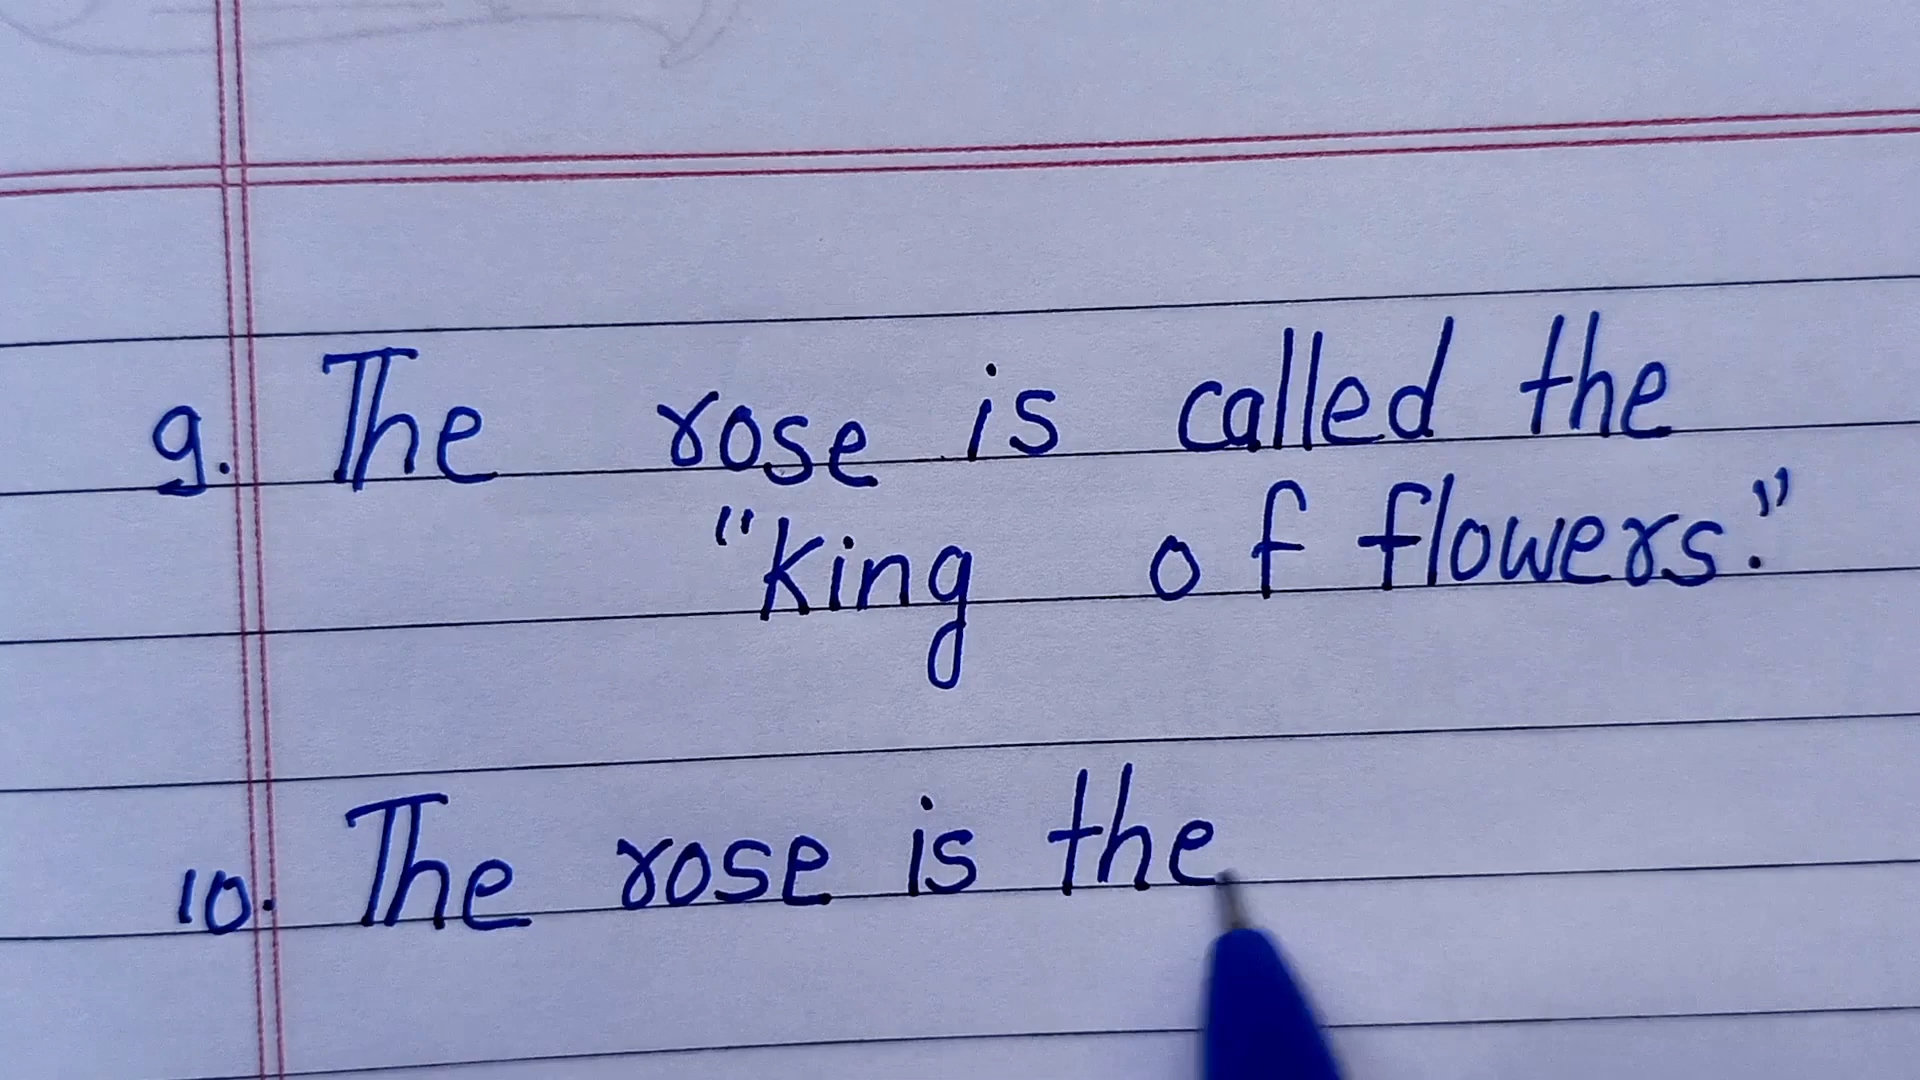 9. The rose is called the
"king of flowers."
10. The rose is the